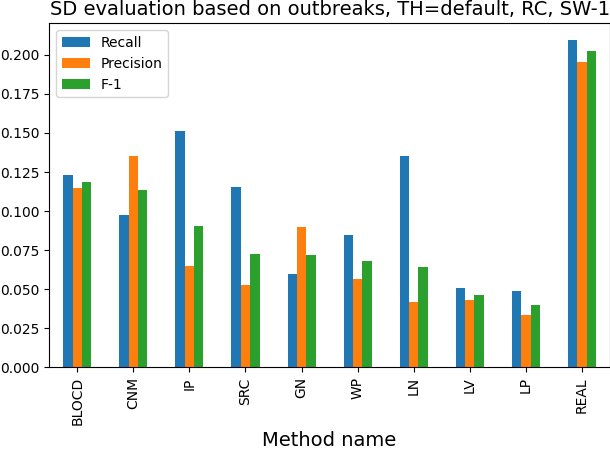 SD evaluation based on outbreaks, TH=default, RC, SW-1
Recall
Precision
F-1
0.200
0.175
0.150
0.125
0.100
0.075
0.050
0.025
0.000
BLOCD
CNM
IP
SRC
GN
WP
LN
LV
LP
REAL
Method name